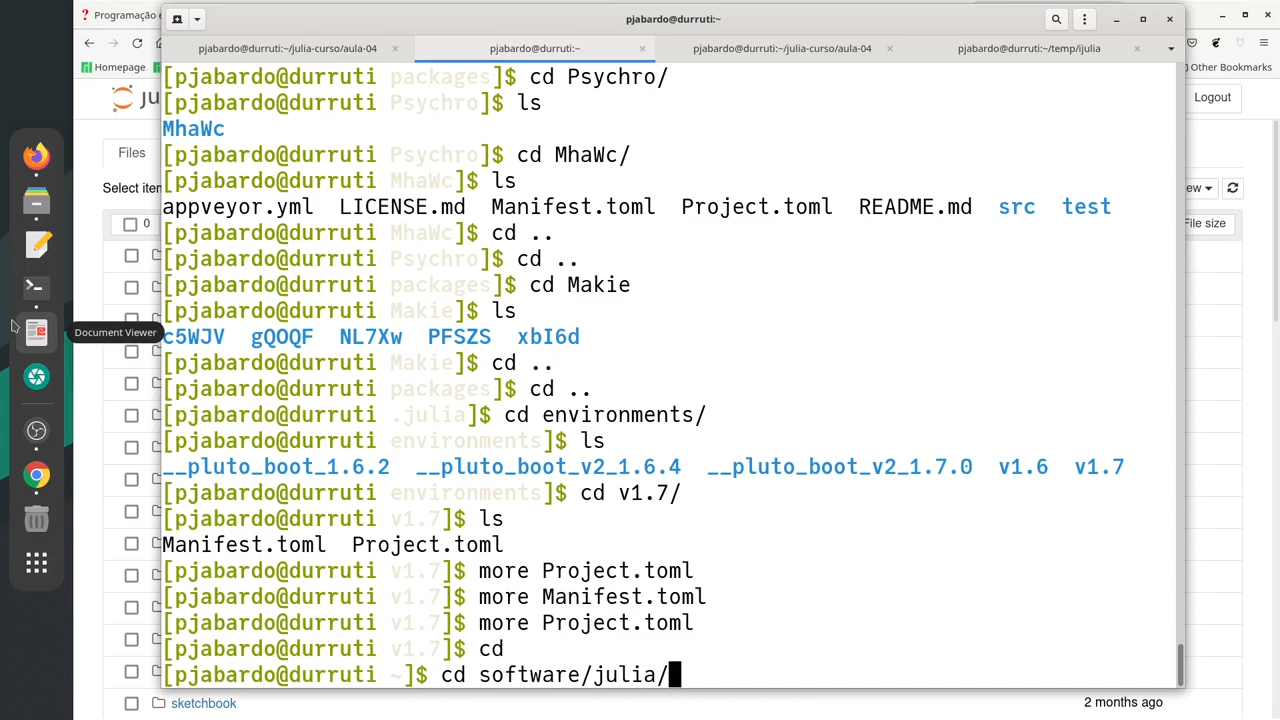 Programação e
pjabardo@durruti:~
pjabardo@durruti:~/julia-curso/aula-04
pjabardo@durruti:~
pjabardo@durruti:~/julia-curso/aula-04
pjabardo@durruti:~/temp/ijulia
Homepage
Other Bookmarks
Logout
Files
Select iten
0
ew
File size
[pjabardo@durruti packages]$ cd Psychro/
[pjabardo@durruti Psychro]$ ls
MhaWc
[pjabardo@durruti Psychro]$ cd MhaWc/
[pjabardo@durruti MhaWc]$ ls
appveyor.yml LICENSE.md Manifest.toml Project.toml README.md src test
[pjabardo@durruti MhaWc]$ cd ..
[pjabardo@durruti Psychro]$ cd ..
[pjabardo@durruti packages]$ cd Makie
[pjabardo@durruti Makie]$ ls
c5WJV gQOQF NL7Xw PFSZS xbI6d
[pjabardo@durruti Makie]$ cd ..
[pjabardo@durruti packages]$ cd ..
[pjabardo@durruti .julia]$ cd environments/
[pjabardo@durruti environments]$ ls
__pluto_boot_1.6.2 __pluto_boot_v2_1.6.4 __pluto_boot_v2_1.7.0 v1.6 v1.7
[pjabardo@durruti environments]$ cd v1.7/
[pjabardo@durruti v1.7]$ ls
Manifest.toml Project.toml
[pjabardo@durruti v1.7]$ more Project.toml
[pjabardo@durruti v1.7]$ more Manifest.toml
[pjabardo@durruti v1.7]$ more Project.toml
[pjabardo@durruti v1.7]$ cd
[pjabardo@durruti ~]$ cd software/julia/
Document Viewer
sketchbook
2 months ago